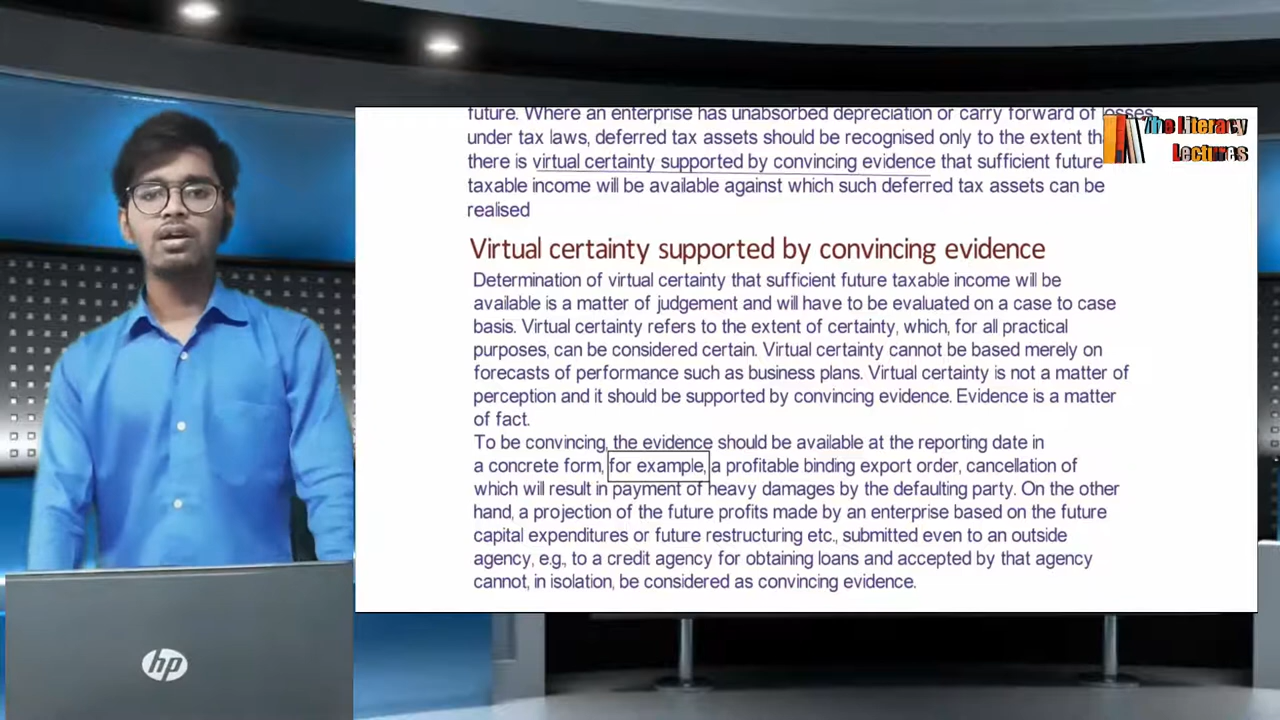 future. Where an enterprise has unabsorbed depreciation or carry forward of losses
under tax laws, deferred tax assets should be recognised only to the extent
there is virtual certainty supported by convincing evidence that sufficient future
taxable income will be available against which such deferred tax assets can be
realised
The Literacy
Lectures
Virtual certainty supported by convincing evidence
Determination of virtual certainty that sufficient future taxable income will be
available is a matter of judgement and will have to be evaluated on a case to case
basis. Virtual certainty refers to the extent of certainty, which, for all practical
purposes, can be considered certain. Virtual certainty cannot be based merely on
forecasts of performance such as business plans. Virtual certainty is not a matter of
perception and it should be supported by convincing evidence. Evidence is a matter
of fact.
To be convincing, the evidence should be available at the reporting date in
a concrete form, for example, a profitable binding export order, cancellation of
which will result in payment of heavy damages by the defaulting party. On the other
hand, a projection of the future profits made by an enterprise based on the future
capital expenditures or future restructuring etc., submitted even to an outside
agency, e.g., to a credit agency for obtaining loans and accepted by that agency
cannot, in isolation, be considered as convincing evidence.
hp